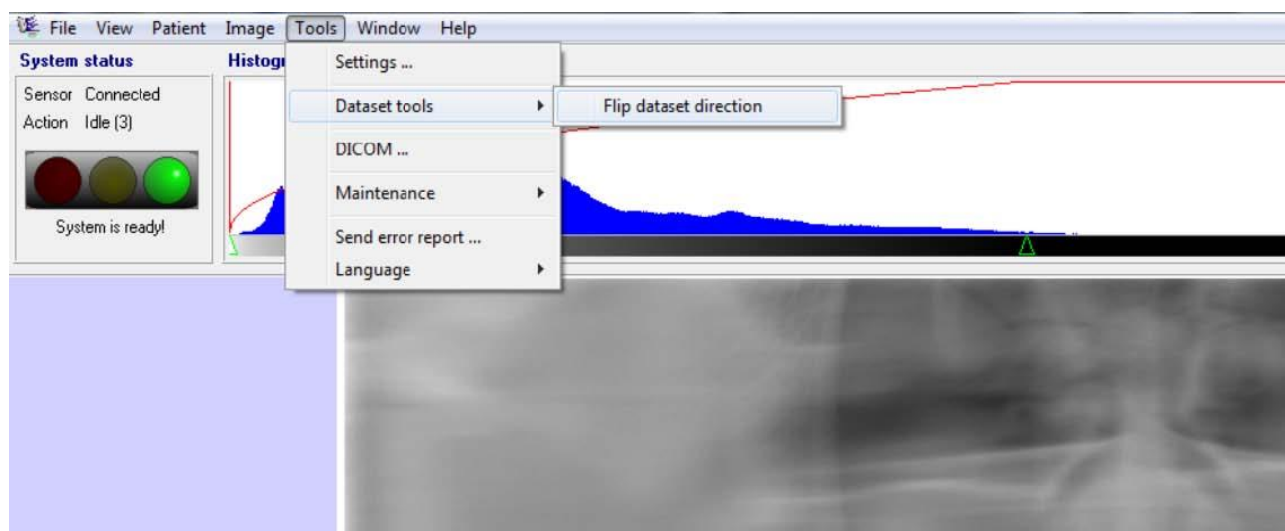 File View Patient Image Tools Window Help
System status
Sensor Connected
Action Idle (3)
System is ready!
Settings ...
Dataset tools
Flip dataset direction
DICOM ...
Maintenance
Send error report ...
Language